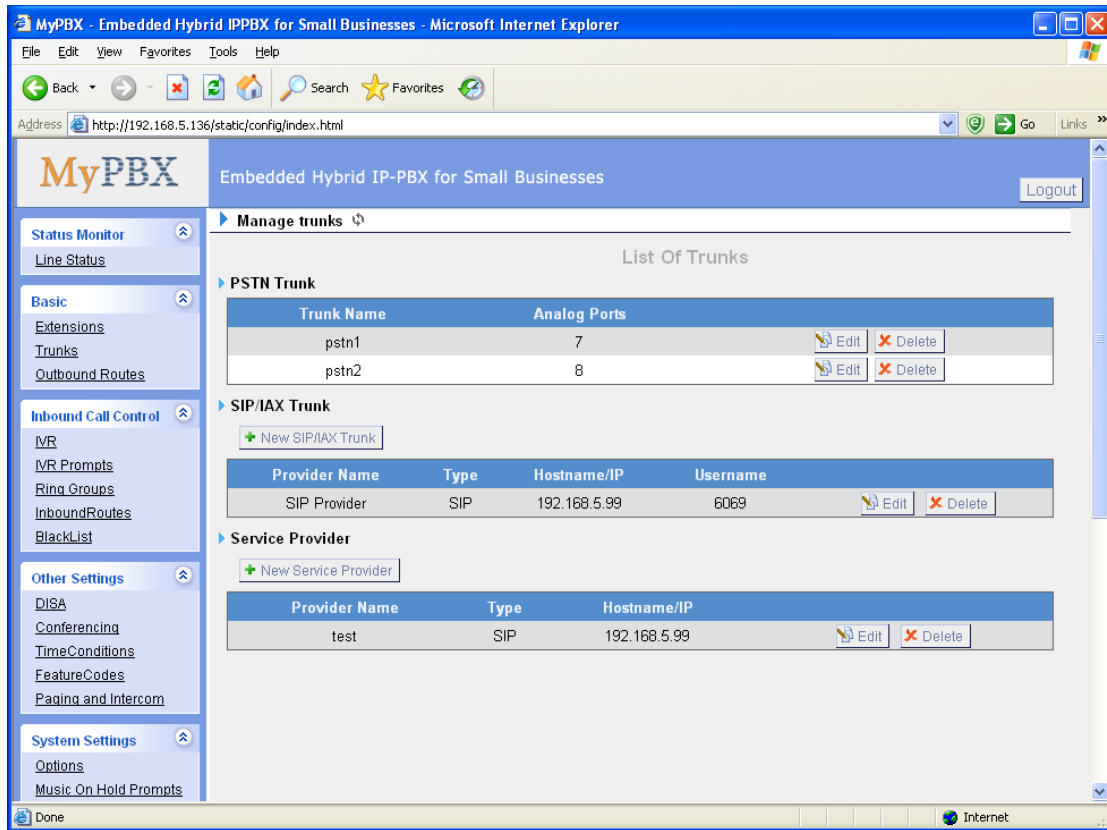 MyPBX - Embedded Hybrid IPPBX for Small Businesses - Microsoft Internet Explorer
File Edit View Favorites Tools Help
Back Search Favorites
Address http://192.168.5.136/static/config/index.html Go Links »
MyPBX
Embedded Hybrid IP-PBX for Small Businesses
Logout
Status Monitor
Line Status
Basic
Extensions
Trunks
Outbound Routes
Inbound Call Control
IVR
IVR Prompts
Ring Groups
InboundRoutes
BlackList
Other Settings
DISA
Conferencing
TimeConditions
FeatureCodes
Paging and Intercom
System Settings
Options
Music On Hold Prompts
Manage trunks
List Of Trunks
PSTN Trunk
Trunk Name Analog Ports
pstn1 7 Edit Delete
pstn2 8 Edit Delete
SIP/IAX Trunk
New SIP/IAX Trunk
Provider Name Type Hostname/IP Username
SIP Provider SIP 192.168.5.99 6069 Edit Delete
Service Provider
New Service Provider
Provider Name Type Hostname/IP
test SIP 192.168.5.99 Edit Delete
Done Internet